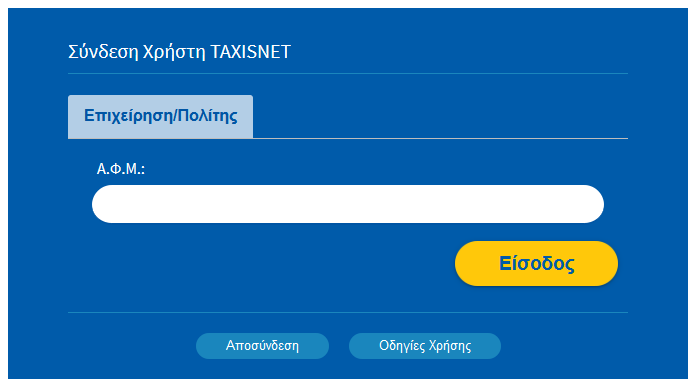 Σύνδεση Χρήστη TAXISNET
Επιχείρηση/Πολίτης
Α.Φ.Μ.:
Είσοδος
Αποσύνδεση
Οδηγίες Χρήσης